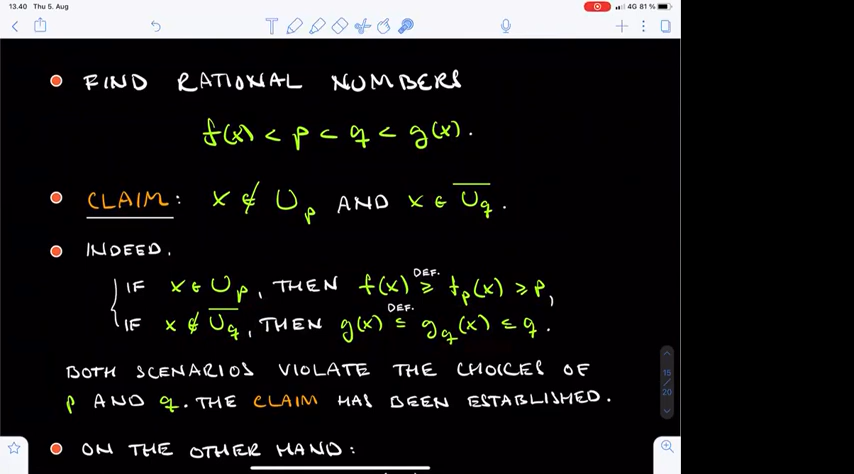 13.40 Thu 5. Aug
4G 81 %
FIND RATIONAL NUMBERS
f(x) < p < q < g(x).
CLAIM: x ∉ U_p AND x ∈ \overline{U_q}.
INDEED.
IF x ∈ U_p, THEN f(x) ≥^{DEF.} f_p(x) ≥ p,
IF x ∉ \overline{U_q}, THEN g(x) ≤^{DEF.} g_q(x) ≤ q.
BOTH SCENARIOS VIOLATE THE CHOICES OF
p AND q. THE CLAIM HAS BEEN ESTABLISHED.
ON THE OTHER HAND:
15
/
20